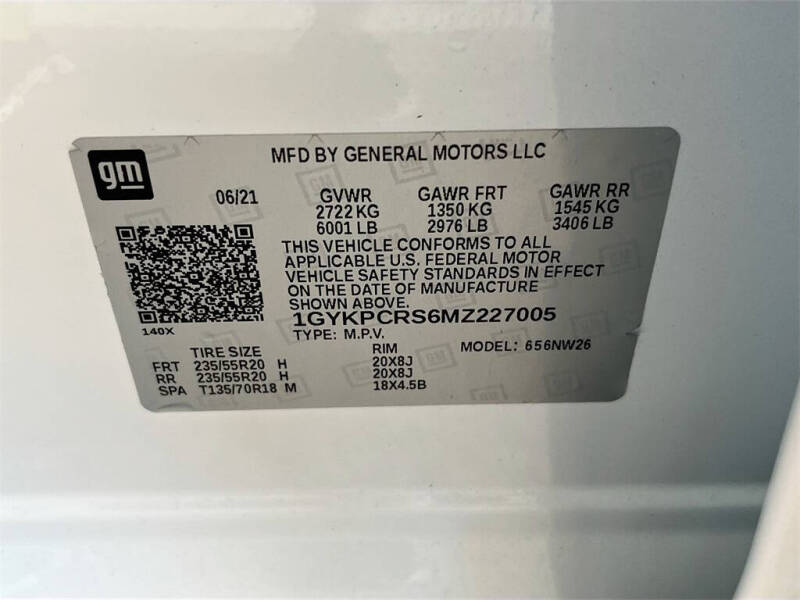 gm
MFD BY GENERAL MOTORS LLC
06/21 GVWR GAWR FRT GAWR RR
2722 KG 1350 KG 1545 KG
6001 LB 2976 LB 3406 LB
THIS VEHICLE CONFORMS TO ALL
APPLICABLE U.S. FEDERAL MOTOR
VEHICLE SAFETY STANDARDS IN EFFECT
ON THE DATE OF MANUFACTURE
SHOWN ABOVE.
140X
1GYKPCRS6MZ227005
TYPE: M.P.V. MODEL: 656NW26
TIRE SIZE RIM
FRT 235/55R20 H 20X8J
RR 235/55R20 H 20X8J
SPA T135/70R18 M 18X4.5B